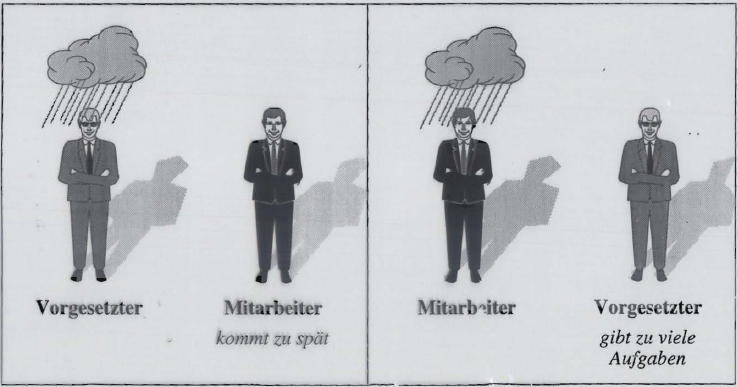 Vorgesetzter
Mitarbeiter
kommt zu spät
Mitarbeiter
Vorgesetzter
gibt zu viele
Aufgaben